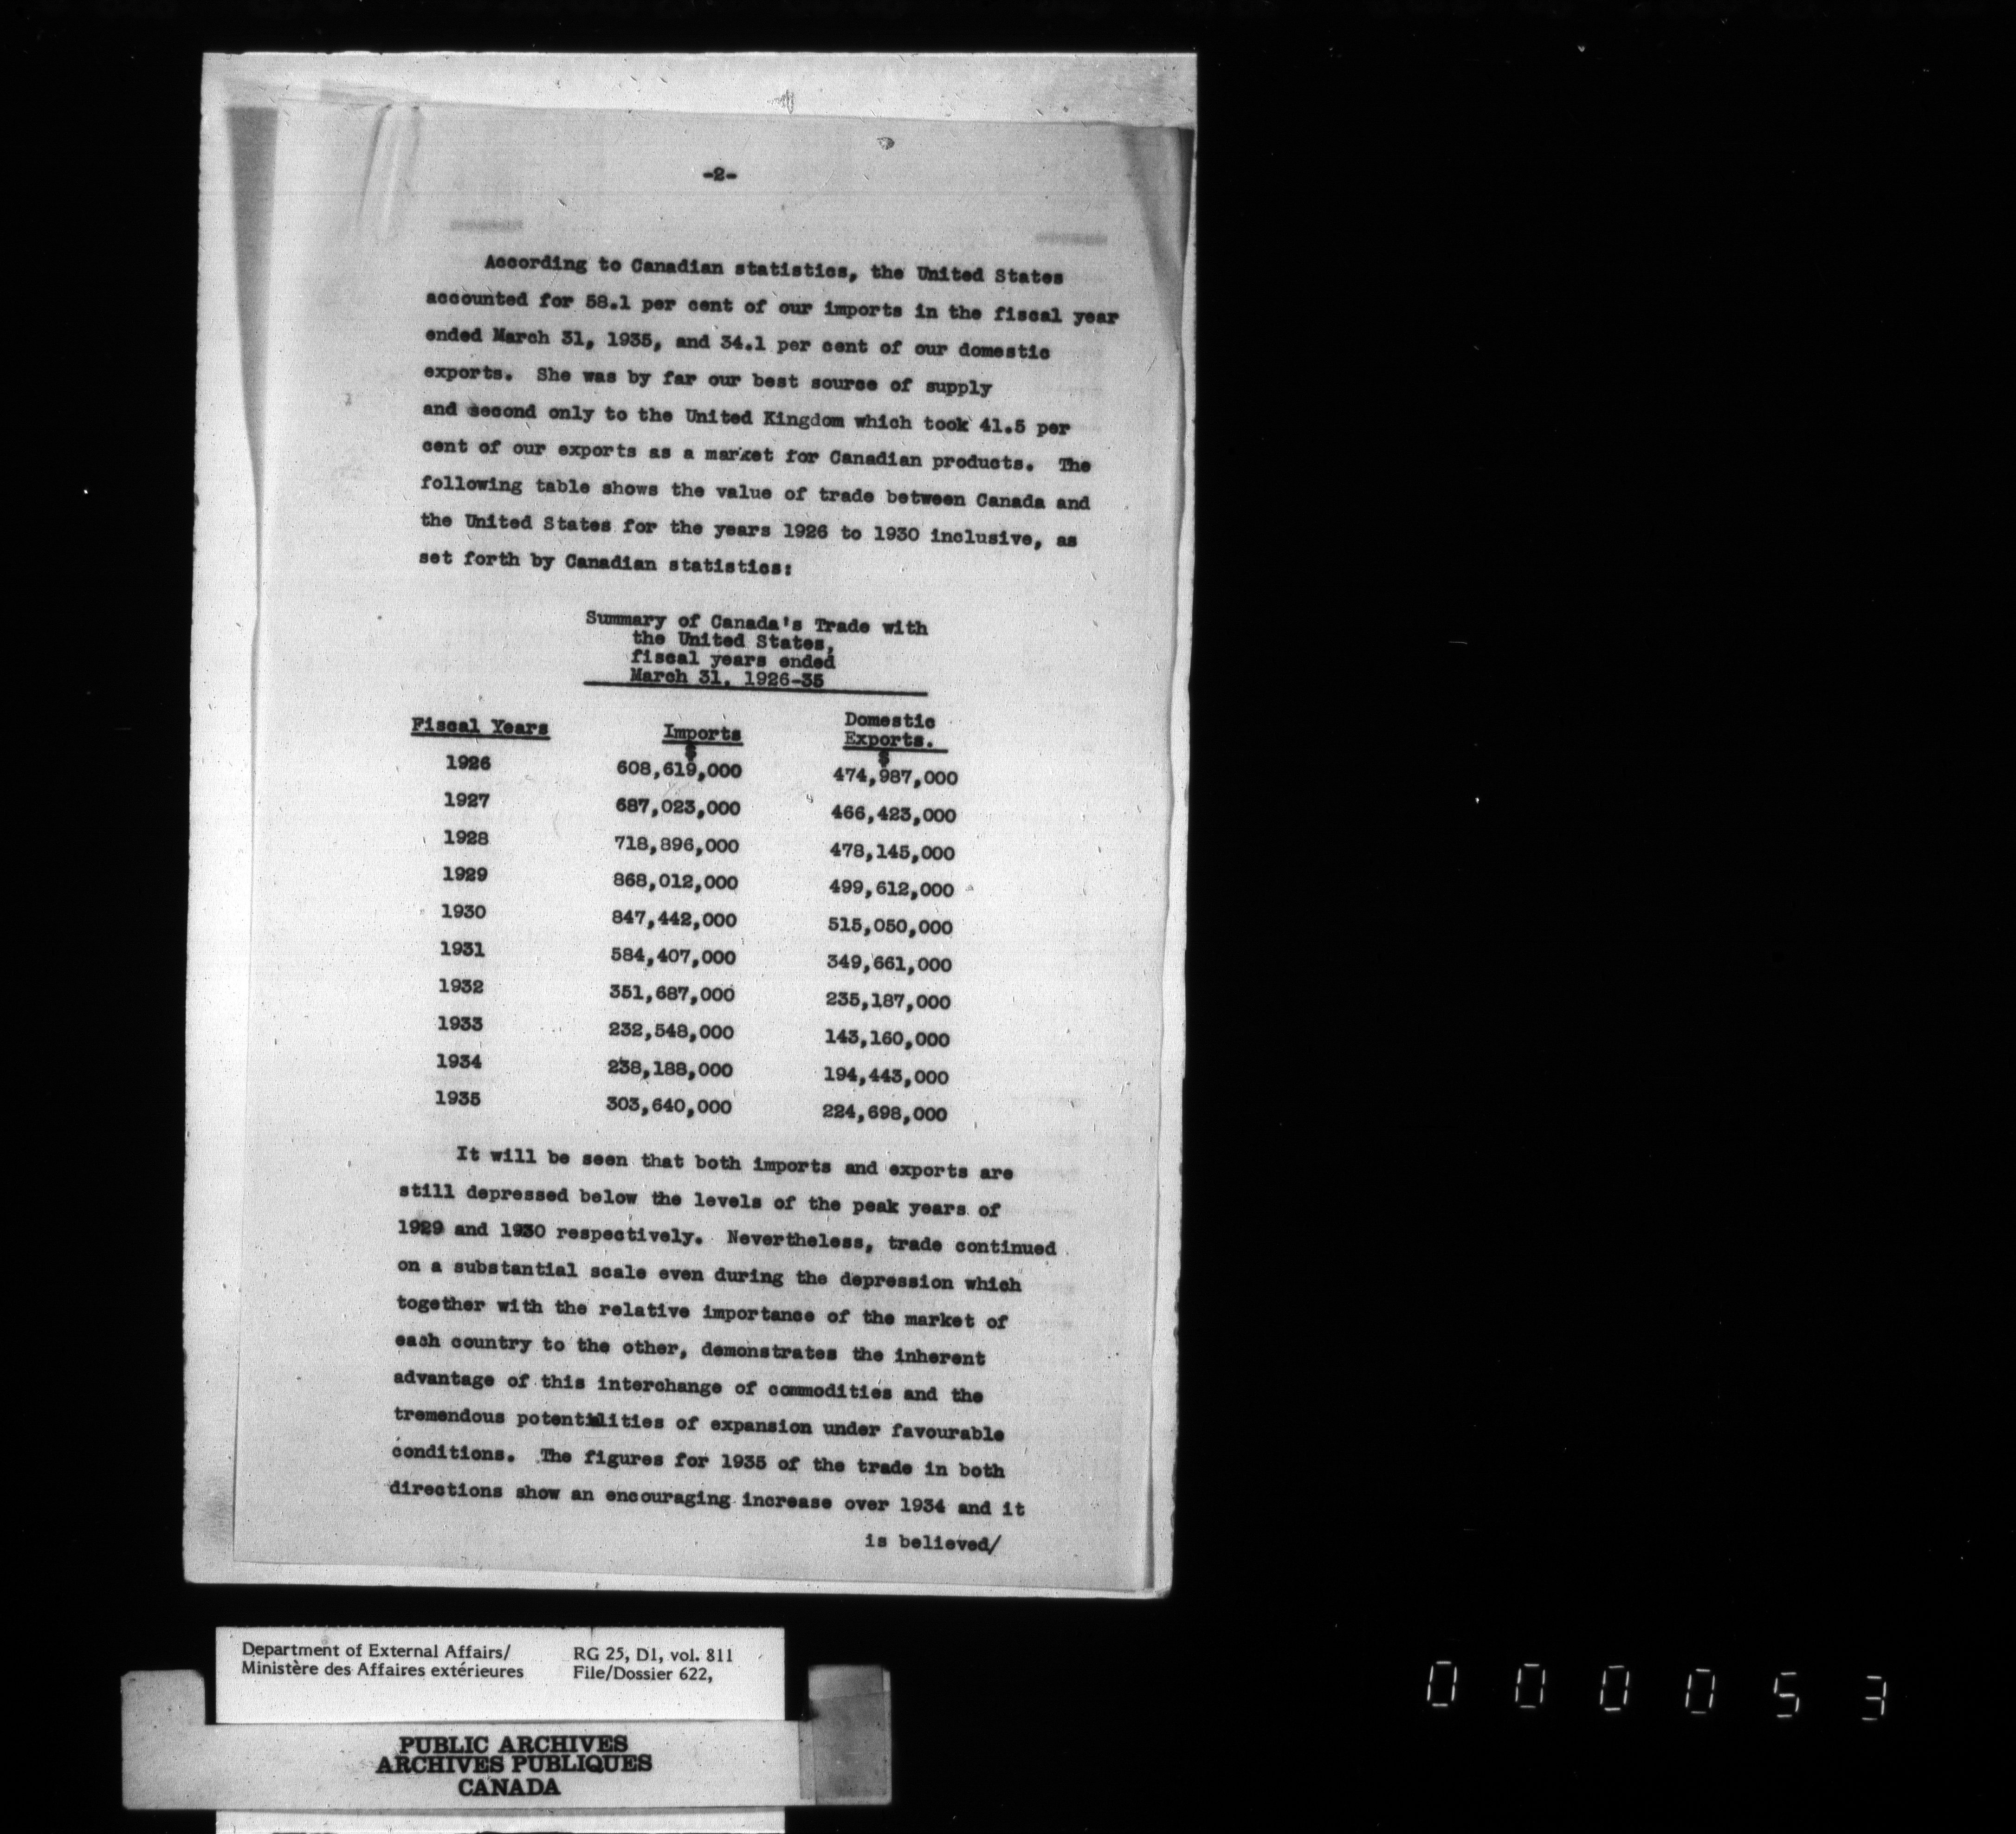 -2-
According to Canadian statistics, the United States
accounted for 58.1 per cent of our imports in the fiscal year
ended March 31, 1935, and 34.1 per cent of our domestic
exports. She was by far our best source of supply
and second only to the United Kingdom which took 41.5 per
cent of our exports as a market for Canadian products. The
following table shows the value of trade between Canada and
the United States for the years 1926 to 1930 inclusive, as
set forth by Canadian statistics:
Summary of Canada's Trade with
the United States,
fiscal years ended
March 31, 1926-35
Fiscal Years Imports Domestic Exports.
$ $
1926 608,619,000 474,987,000
1927 687,023,000 466,423,000
1928 718,896,000 478,145,000
1929 868,012,000 499,612,000
1930 847,442,000 515,050,000
1931 584,407,000 349,661,000
1932 351,687,000 235,187,000
1933 232,548,000 143,160,000
1934 238,188,000 194,443,000
1935 303,640,000 224,698,000
It will be seen that both imports and exports are
still depressed below the levels of the peak years of
1929 and 1930 respectively. Nevertheless, trade continued
on a substantial scale even during the depression which
together with the relative importance of the market of
each country to the other, demonstrates the inherent
advantage of this interchange of commodities and the
tremendous potentilities of expansion under favourable
conditions. The figures for 1935 of the trade in both
directions show an encouraging increase over 1934 and it
is believed/
Department of External Affairs/ RG 25, D1, vol. 811
Ministère des Affaires extérieures File/Dossier 622,
PUBLIC ARCHIVES
ARCHIVES PUBLIQUES
CANADA
000053